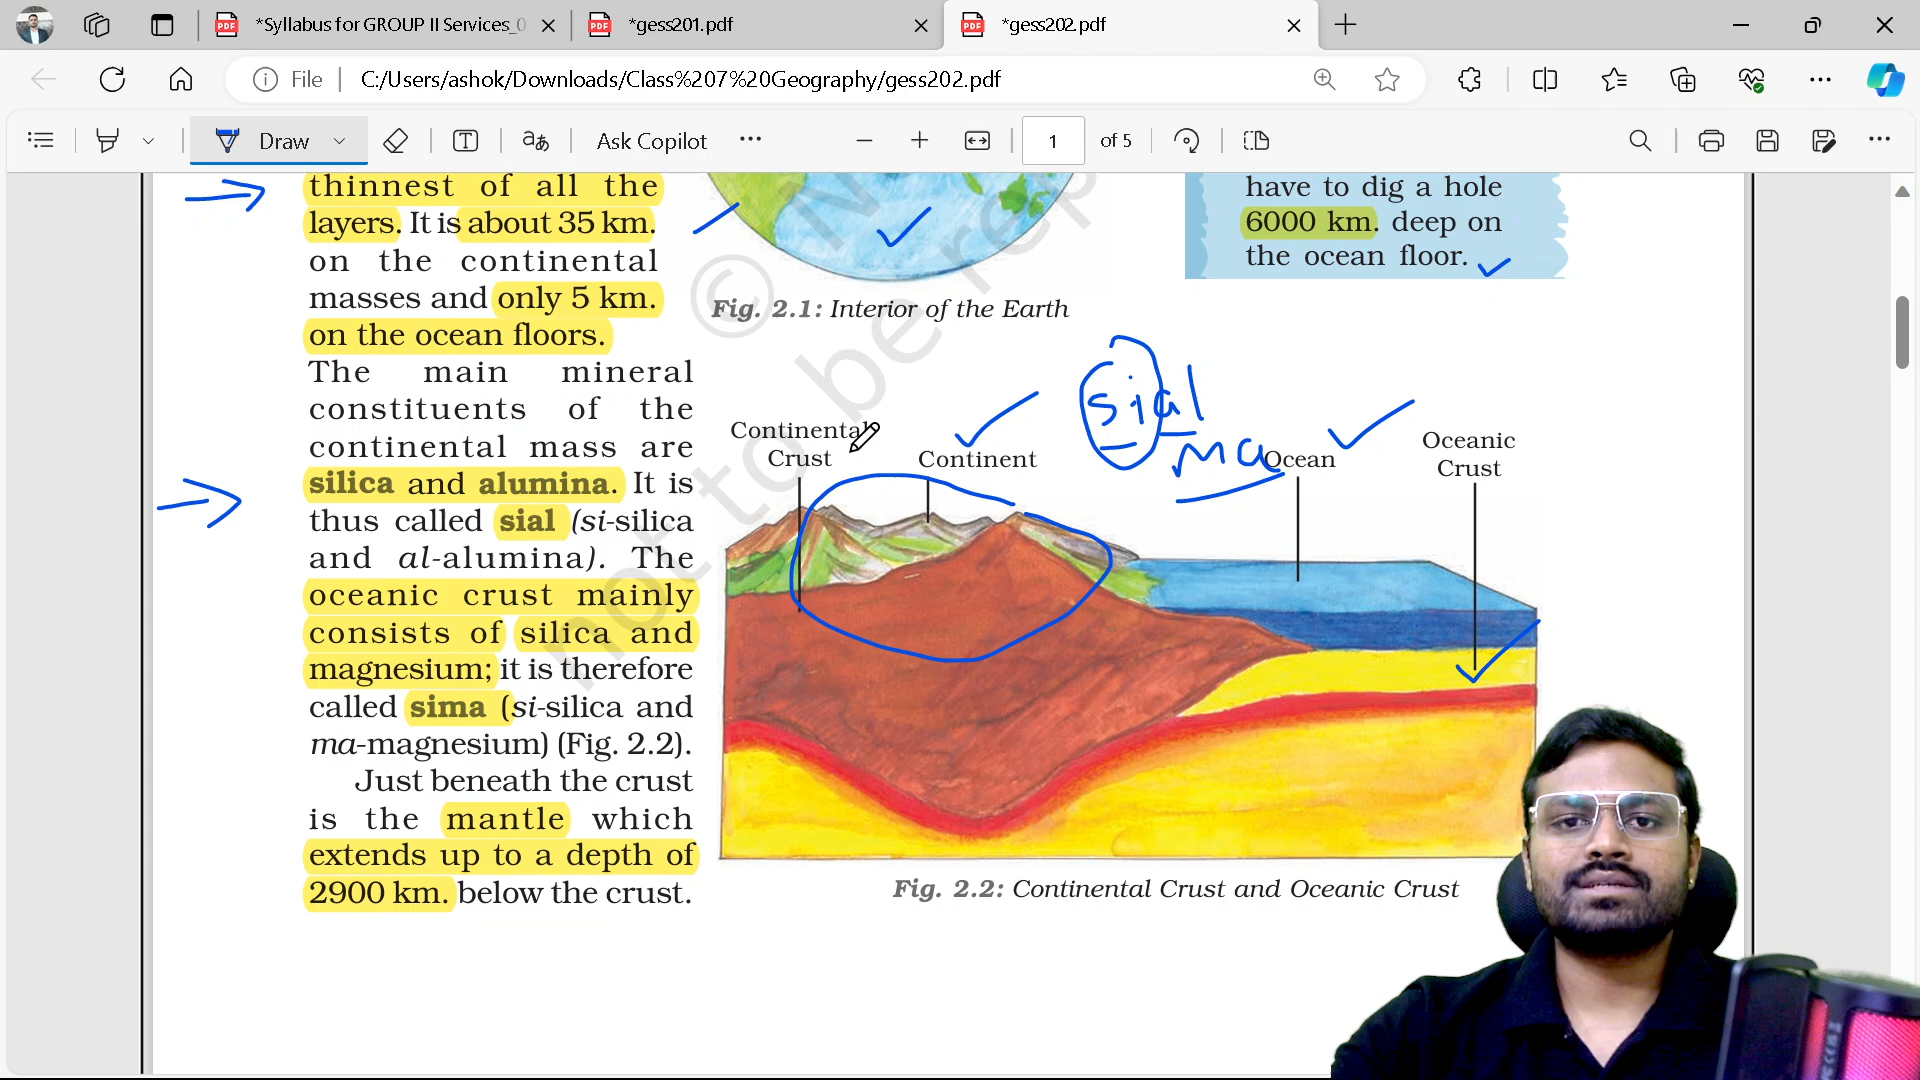 *Syllabus for GROUP II Services_0
*gess201.pdf
*gess202.pdf
File
C:/Users/ashok/Downloads/Class%207%20Geography/gess202.pdf
Draw
Ask Copilot
1
of 5
thinnest of all the
layers. It is about 35 km.
on the continental
masses and only 5 km.
on the ocean floors.
The main mineral
constituents of the
continental mass are
silica and alumina. It is
thus called sial (si-silica
and al-alumina). The
oceanic crust mainly
consists of silica and
magnesium; it is therefore
called sima (si-silica and
ma-magnesium) (Fig. 2.2).
Just beneath the crust
is the mantle which
extends up to a depth of
2900 km. below the crust.
Fig. 2.1: Interior of the Earth
have to dig a hole
6000 km. deep on
the ocean floor.
sial
ma
Continental
Crust
Continent
Ocean
Oceanic
Crust
Fig. 2.2: Continental Crust and Oceanic Crust
©
not to be rep